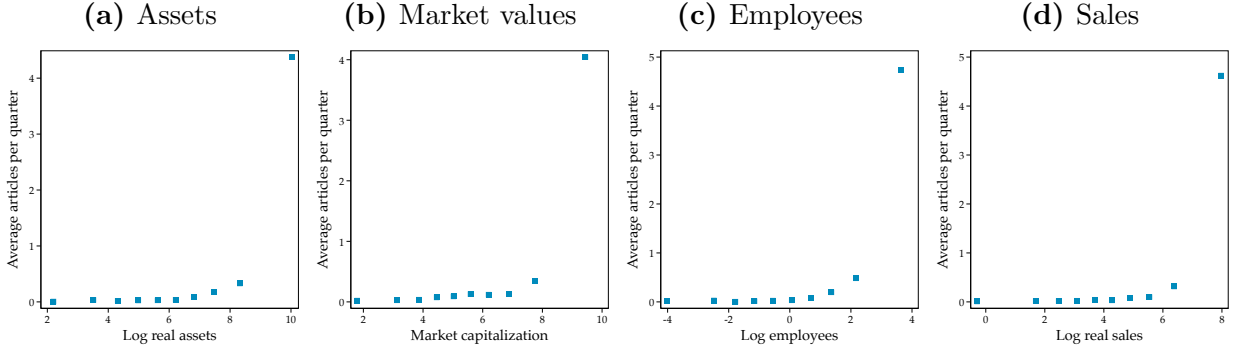 (a) Assets
(b) Market values
(c) Employees
(d) Sales
Average articles per quarter
4
3
2
1
0
2 4 6 8 10
Log real assets
Average articles per quarter
4
3
2
1
0
2 4 6 8 10
Market capitalization
Average articles per quarter
5
4
3
2
1
0
-4 -2 0 2 4
Log employees
Average articles per quarter
5
4
3
2
1
0
0 2 4 6 8
Log real sales